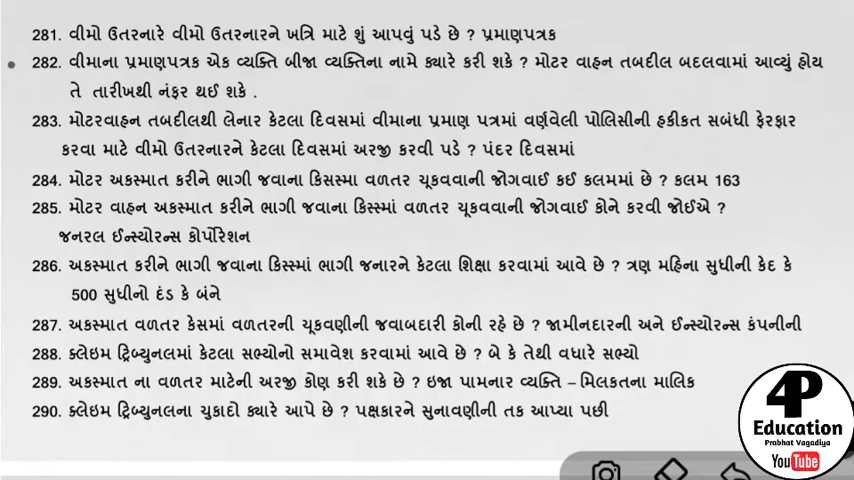 281. વીમો ઉતરનારે વીમો ઉતરનારને ખત્રિ માટે શું આપવું પડે છે ? પ્રમાણપત્રક
282. વીમાના પ્રમાણપત્રક એક વ્યક્તિ બીજા વ્યક્તિના નામે ક્યારે કરી શકે ? મોટર વાહન તબદીલ બદલવામાં આવ્યું હોય
તે તારીખથી નંફર થઈ શકે .
283. મોટરવાહન તબદીલથી લેનાર કેટલા દિવસમાં વીમાના પ્રમાણ પત્રમાં વર્ણવેલી પોલિસીની હકીકત સબંધી ફેરફાર
કરવા માટે વીમો ઉતરનારને કેટલા દિવસમાં અરજી કરવી પડે ? પંદર દિવસમાં
284. મોટર અકસ્માત કરીને ભાગી જવાના કિસસ્મા વળતર ચૂકવવાની જોગવાઈ કઈ કલમમાં છે ? કલમ 163
285. મોટર વાહન અકસ્માત કરીને ભાગી જવાના કિસ્સ્માં વળતર ચૂકવવાની જોગવાઈ કોને કરવી જોઈએ ?
જનરલ ઈન્સ્યોરન્સ કોર્પોરેશન
286. અકસ્માત કરીને ભાગી જવાના કિસ્સ્માં ભાગી જનારને કેટલા શિક્ષા કરવામાં આવે છે ? ત્રણ મહિના સુધીની કેદ કે
500 સુધીનો દંડ કે બંને
287. અકસ્માત વળતર કેસમાં વળતરની ચૂકવણીની જવાબદારી કોની રહે છે ? જામીનદારની અને ઈન્સ્યોરન્સ કંપનીની
288. ક્લેઇમ ટ્રિબ્યુનલમાં કેટલા સભ્યોનો સમાવેશ કરવામાં આવે છે ? બે કે તેથી વધારે સભ્યો
289. અકસ્માત ના વળતર માટેની અરજી કોણ કરી શકે છે ? ઇજા પામનાર વ્યક્તિ – મિલકતના માલિક
290. ક્લેઇમ ટ્રિબ્યુનલના ચુકાદો ક્યારે આપે છે ? પક્ષકારને સુનાવણીની તક આપ્યા પછી
4P
Education
Prabhat Vagadiya
YouTube